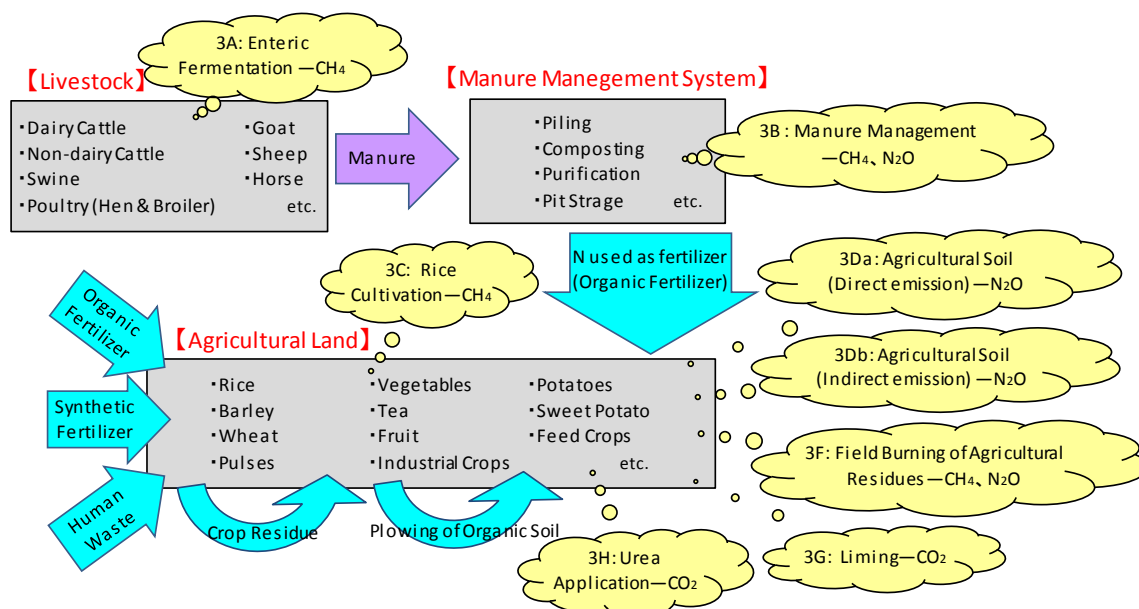 3A: Enteric
Fermentation —CH4
【Livestock】
・Dairy Cattle
・Non-dairy Cattle
・Swine
・Poultry (Hen & Broiler)
・Goat
・Sheep
・Horse
etc.
Manure
【Manure Manegement System】
・Piling
・Composting
・Purification
・Pit Strage
etc.
3B : Manure Management
—CH4、N2O
N used as fertilizer
(Organic Fertilizer)
3C: Rice
Cultivation—CH4
3Da: Agricultural Soil
(Direct emission) —N2O
3Db: Agricultural Soil
(Indirect emission) —N2O
3F: Field Burning of Agricultural
Residues—CH4、N2O
3G: Liming—CO2
3H: Urea
Application—CO2
Organic
Fertilizer
Synthetic
Fertilizer
Human
Waste
【Agricultural Land】
・Rice
・Barley
・Wheat
・Pulses
・Vegetables
・Tea
・Fruit
・Industrial Crops
・Potatoes
・Sweet Potato
・Feed Crops
etc.
Crop Residue
Plowing of Organic Soil